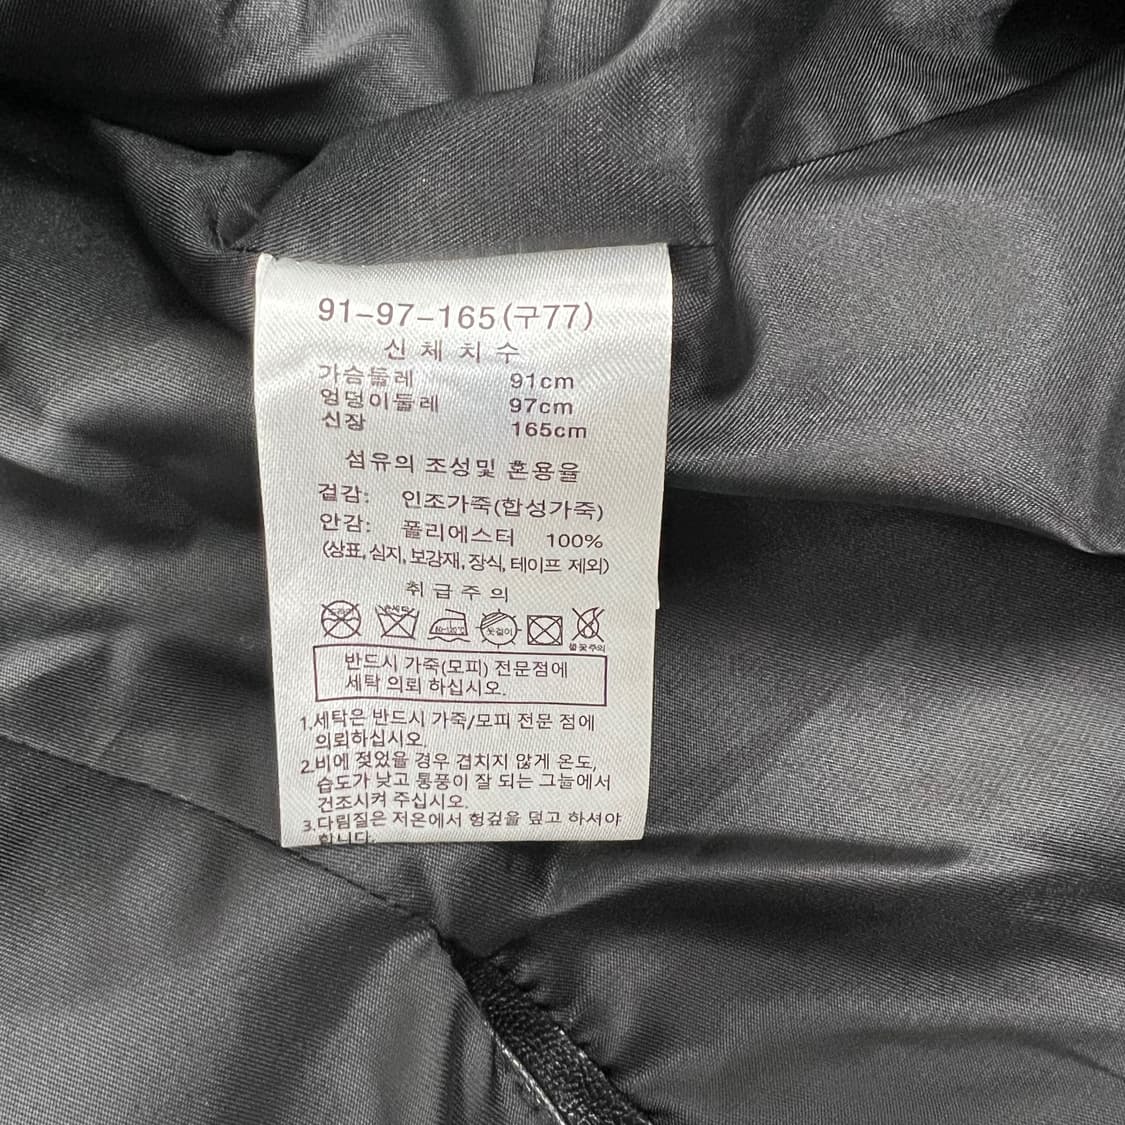 91-97-165(구77)
신체치수
가슴둘레 91cm
엉덩이둘레 97cm
신장 165cm
섬유의 조성및 혼용율
겉감: 인조가죽(합성가죽)
안감: 폴리에스터 100%
(상표, 심지, 보강재, 장식, 테이프 제외)
취급주의
옷걸이
불꽃주의
반드시 가죽(모피) 전문점에
세탁 의뢰 하십시오.
1.세탁은 반드시 가죽/모피 전문 점에
의뢰하십시오.
2.비에 젖었을 경우 겹치지 않게 온도,
습도가 낮고 통풍이 잘 되는 그늘에서
건조시켜 주십시오.
3.다림질은 저온에서 헝겊을 덮고 하셔야
합니다.